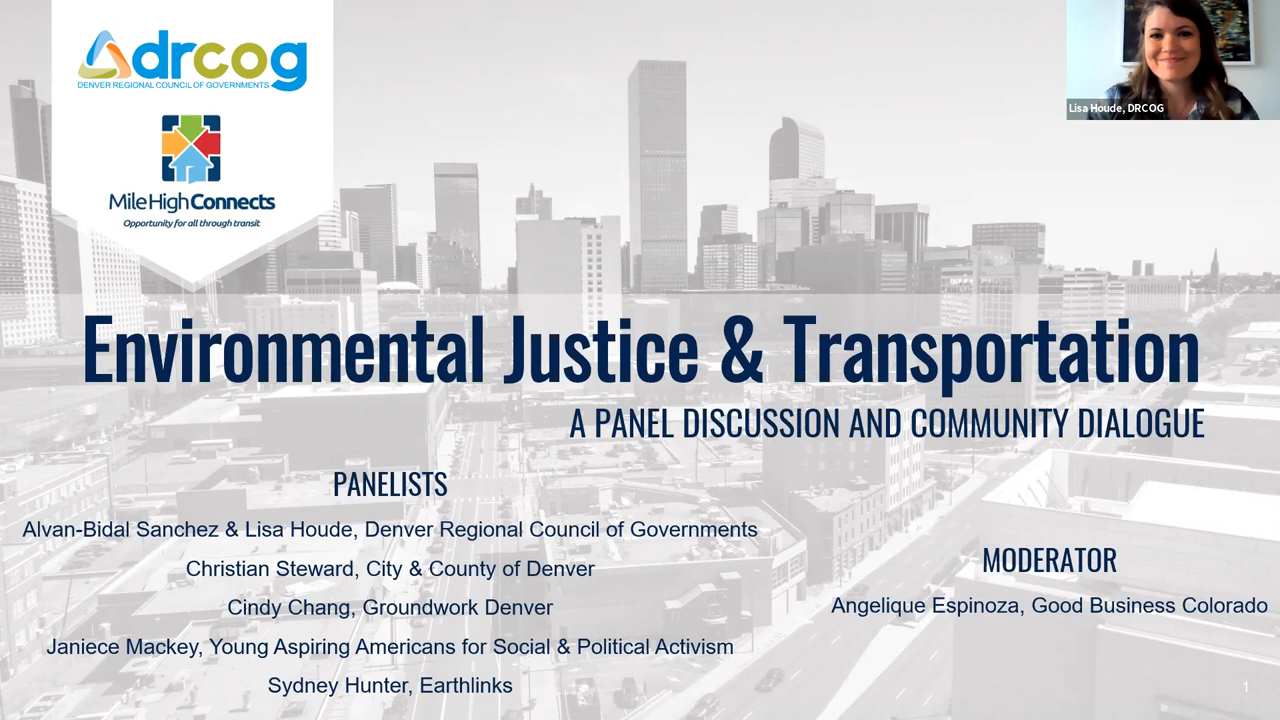 drcog
DENVER REGIONAL COUNCIL OF GOVERNMENTS
Mile High Connects
Opportunity for all through transit
Lisa Houde, DRCOG
Environmental Justice & Transportation
A PANEL DISCUSSION AND COMMUNITY DIALOGUE
PANELISTS
Alvan-Bidal Sanchez & Lisa Houde, Denver Regional Council of Governments
Christian Steward, City & County of Denver
Cindy Chang, Groundwork Denver
Janiece Mackey, Young Aspiring Americans for Social & Political Activism
Sydney Hunter, Earthlinks
MODERATOR
Angelique Espinoza, Good Business Colorado
1